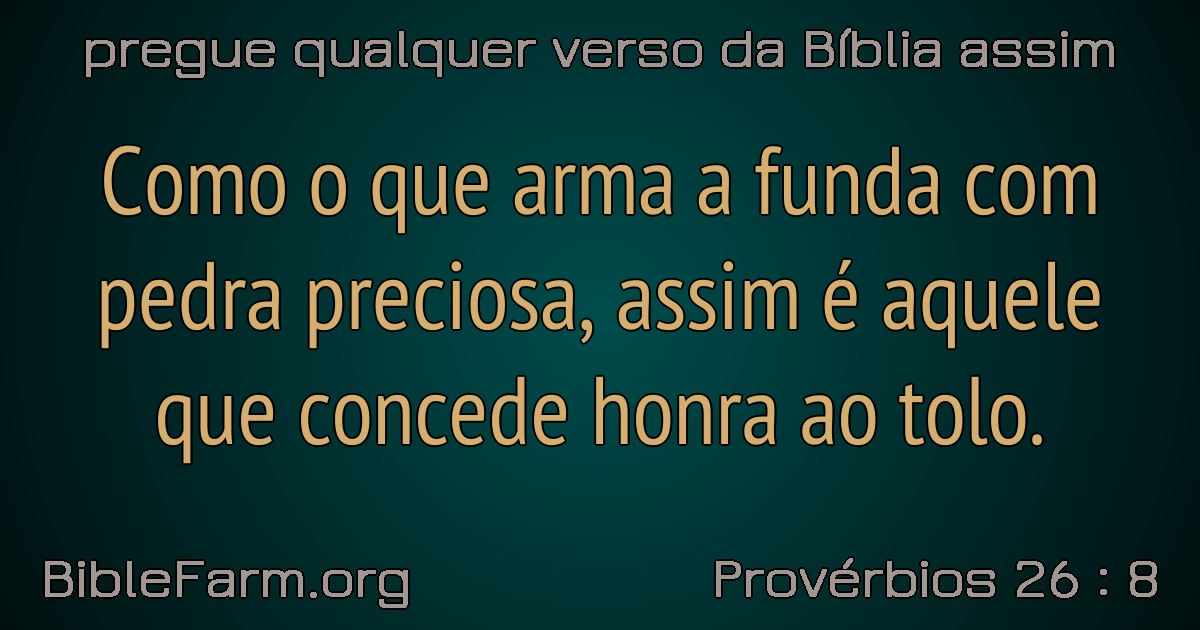 pregue qualquer verso da Bíblia assim
Como o que arma a funda com
pedra preciosa, assim é aquele
que concede honra ao tolo.
BibleFarm.org
Provérbios 26 : 8